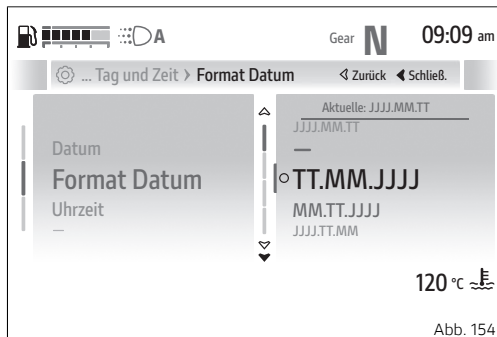 A Gear N 09:09 am
... Tag und Zeit > Format Datum Zurück Schließ.
Aktuelle: JJJJ.MM.TT
JJJJ.MM.TT
Datum —
Format Datum TT.MM.JJJJ
Uhrzeit MM.TT.JJJJ
— JJJJ.TT.MM
120 °C
Abb. 154